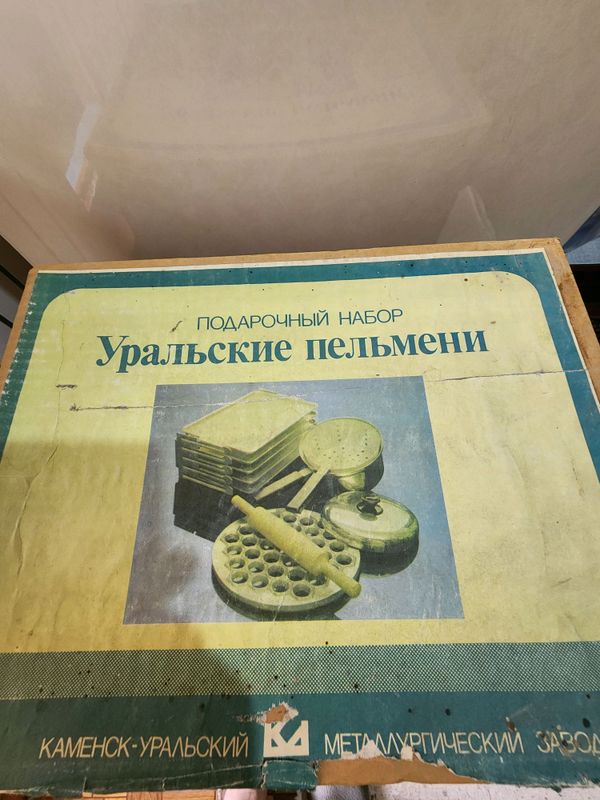 ПОДАРОЧНЫЙ НАБОР
Уральские пельмени
КАМЕНСК-УРАЛЬСКИЙ МЕТАЛЛУРГИЧЕСКИЙ ЗАВОД